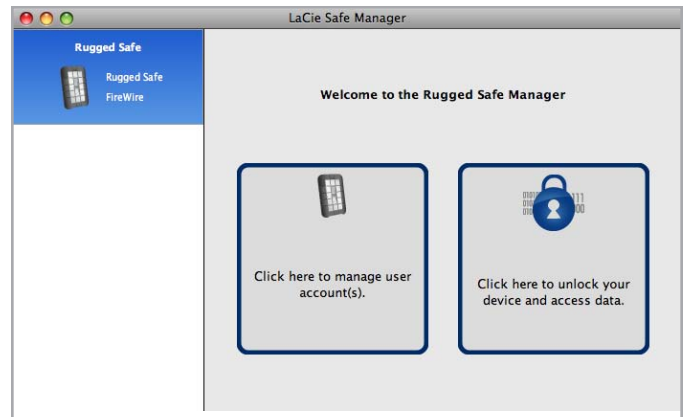 LaCie Safe Manager
Rugged Safe
Rugged Safe
FireWire
Welcome to the Rugged Safe Manager
Click here to manage user
account(s).
Click here to unlock your
device and access data.